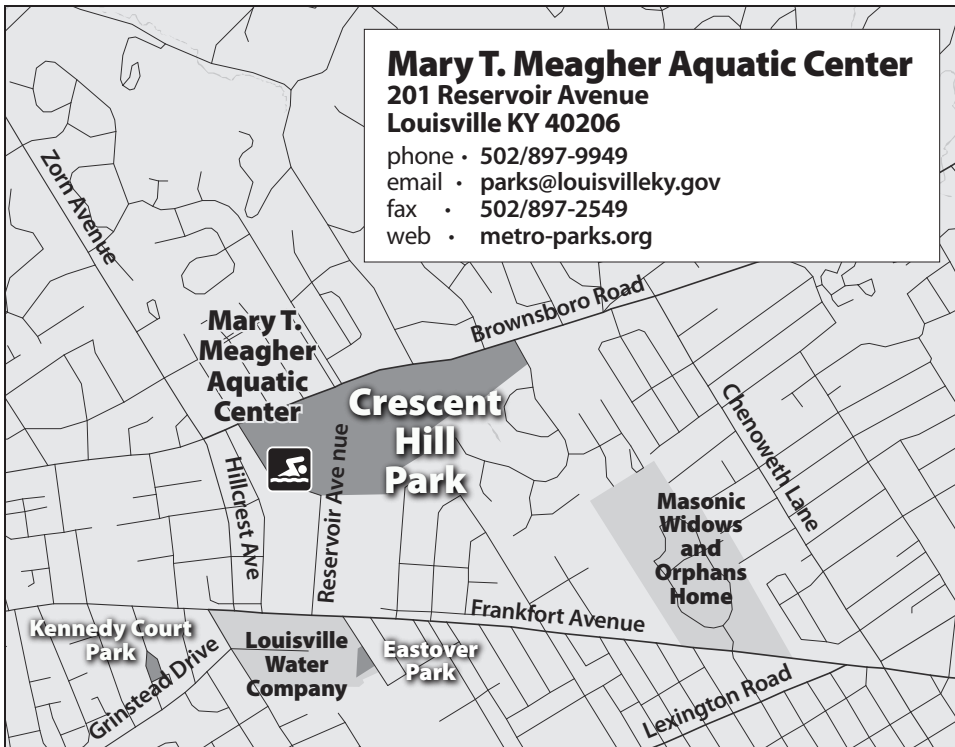 Mary T. Meagher Aquatic Center
201 Reservoir Avenue
Louisville KY 40206
phone • 502/897-9949
email • parks@louisvilleky.gov
fax • 502/897-2549
web • metro-parks.org
Zorn Avenue
Brownsboro Road
Mary T.
Meagher
Aquatic
Center
Crescent
Hill
Park
Chenoweth Lane
Hillcrest Ave
Reservoir Ave nue
Masonic
Widows
and
Orphans
Home
Frankfort Avenue
Kennedy Court
Park
Grinstead Drive
Louisville
Water
Company
Eastover
Park
Lexington Road